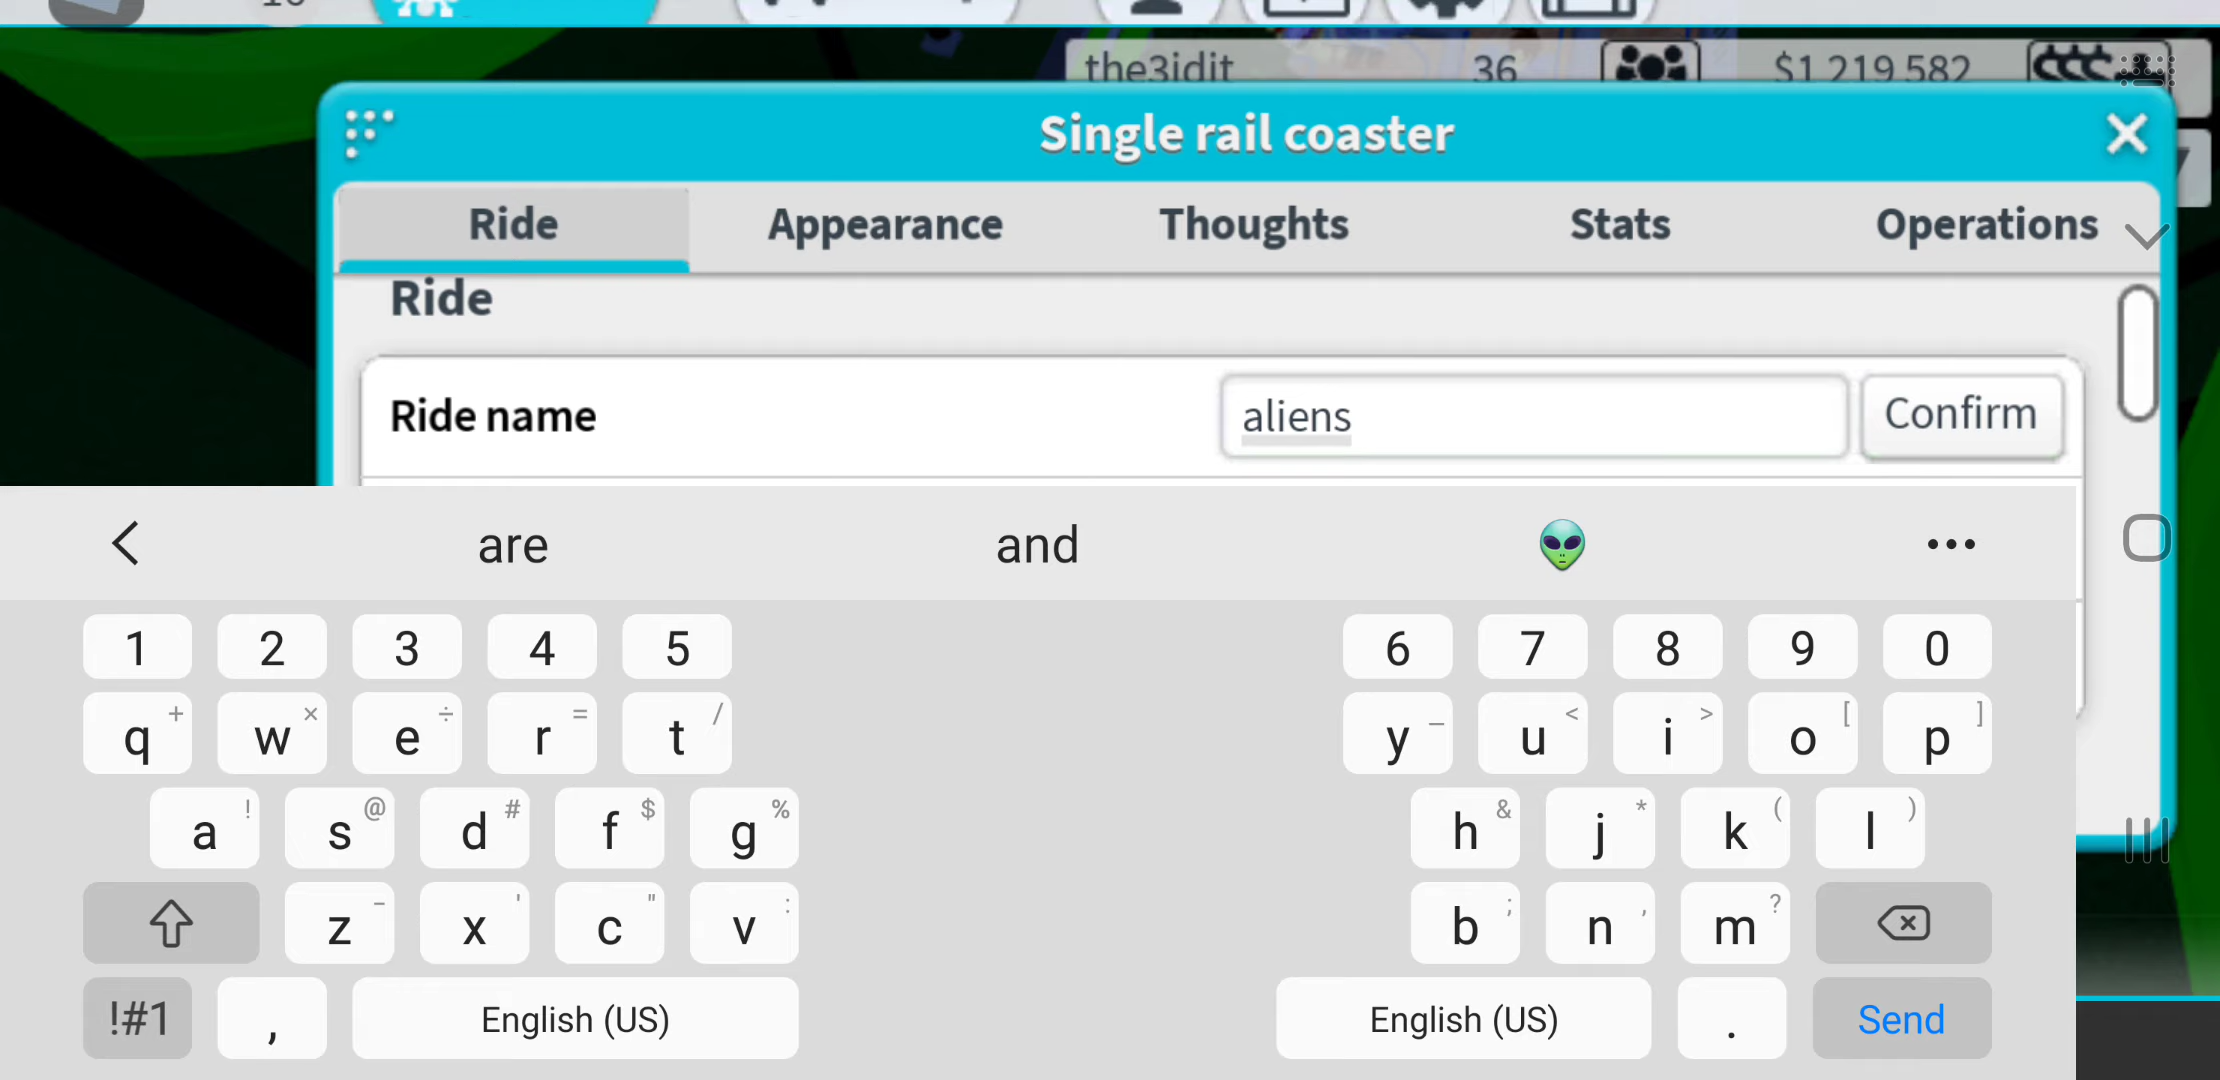 the3idit 36 $1 219 582
Single rail coaster
Ride Appearance Thoughts Stats Operations
Ride
Ride name aliens Confirm
are and
1 2 3 4 5 6 7 8 9 0
q + w × e ÷ r = t / y _ u < i > o [ p ]
a ! s @ d # f $ g % h & j * k ( l )
z - x ' c " v : b ; n , m ?
!#1 , English (US) English (US) . Send